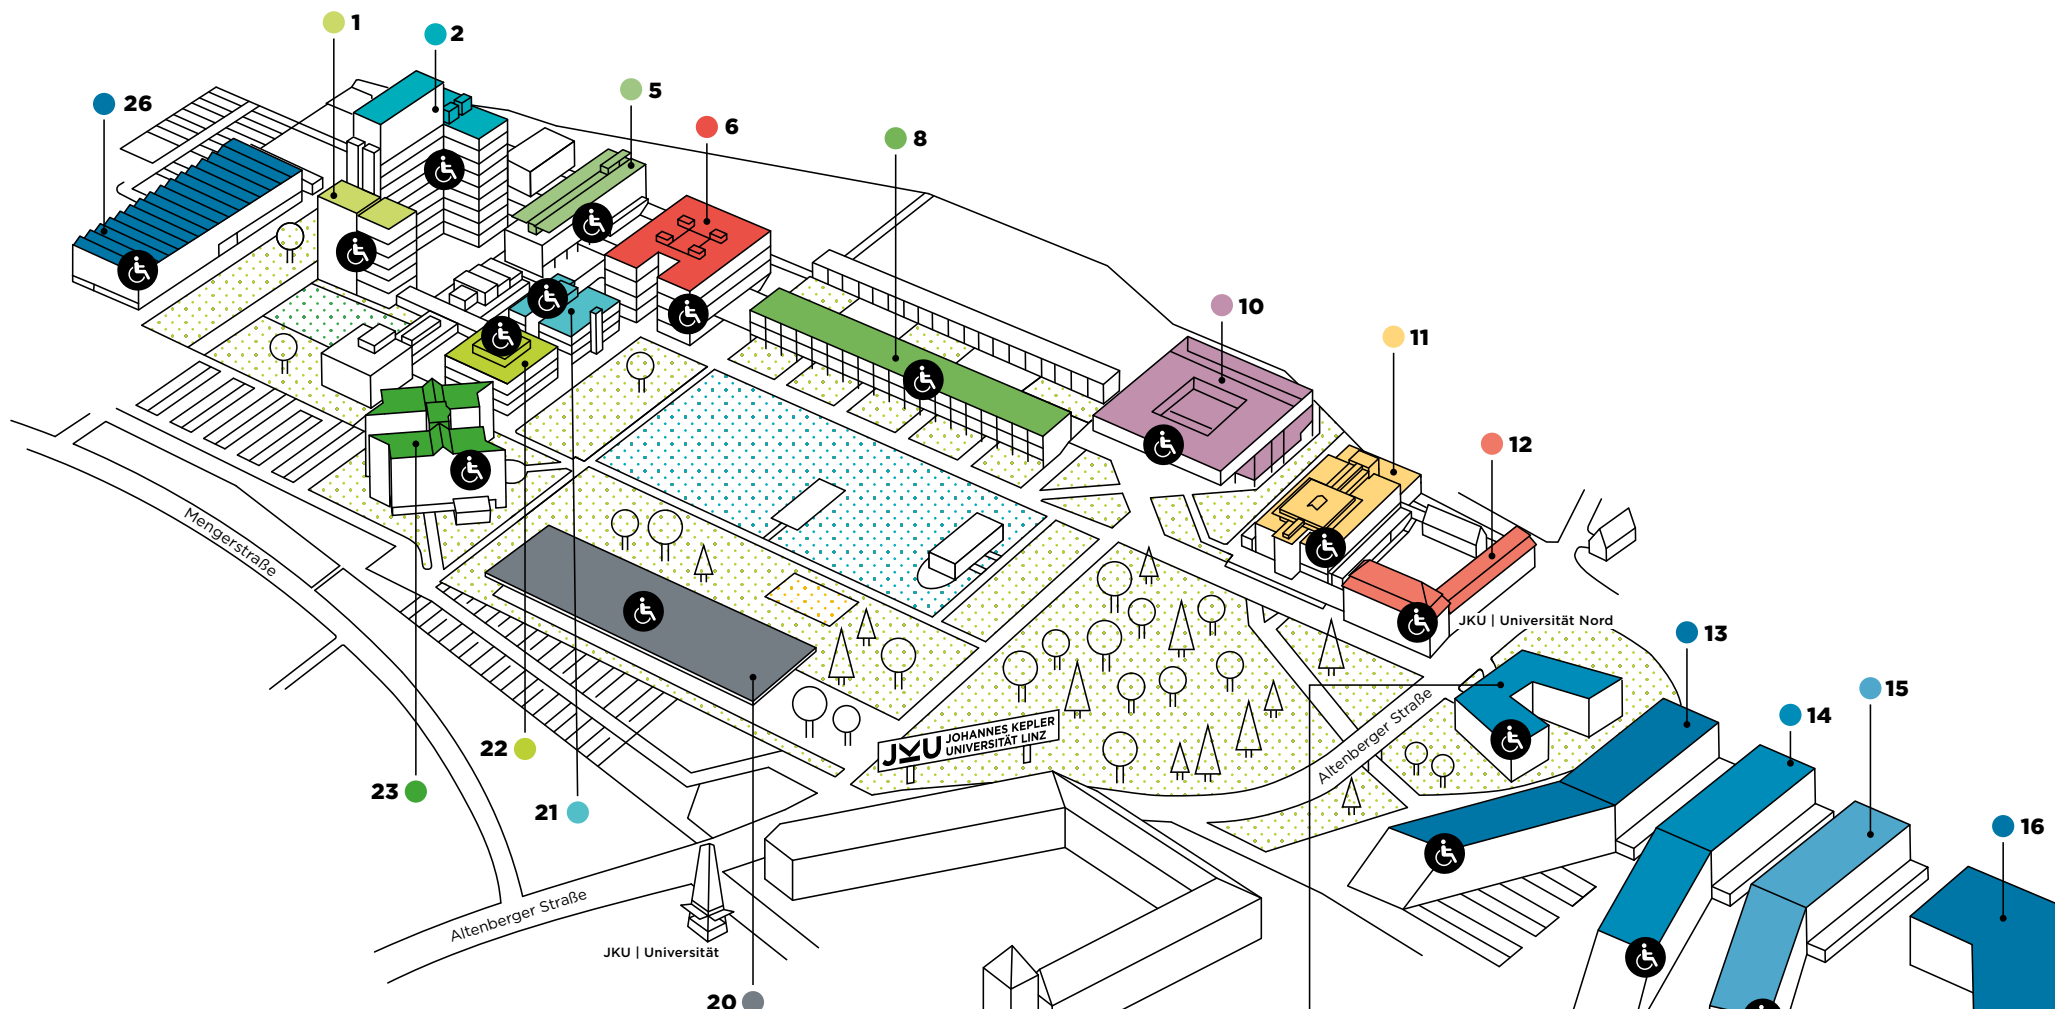 1
2
26
5
6
8
10
11
12
Mengerstraße
JKU | Universität Nord
13
15
14
Altenberger Straße
JKU JOHANNES KEPLER
UNIVERSITÄT LINZ
22
23
21
16
Altenberger Straße
JKU | Universität
20